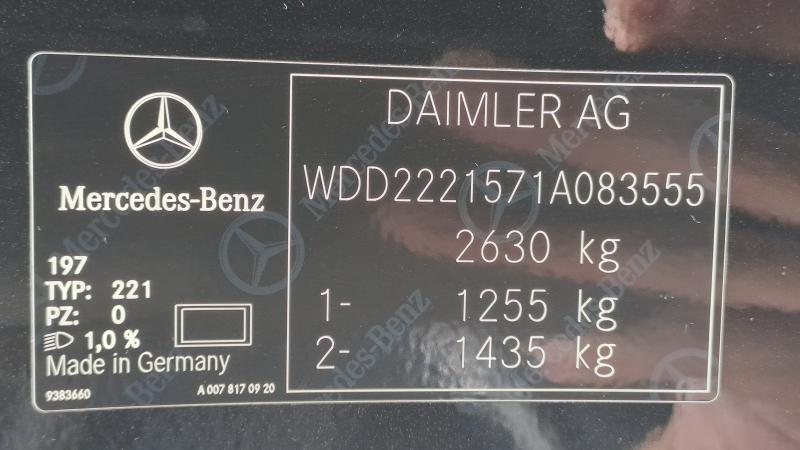 Mercedes-Benz
197
TYP: 221
PZ: 0
1,0 %
Made in Germany
9383660
A 007 817 09 20
DAIMLER AG
WDD2221571A083555
2630 kg
1- 1255 kg
2- 1435 kg